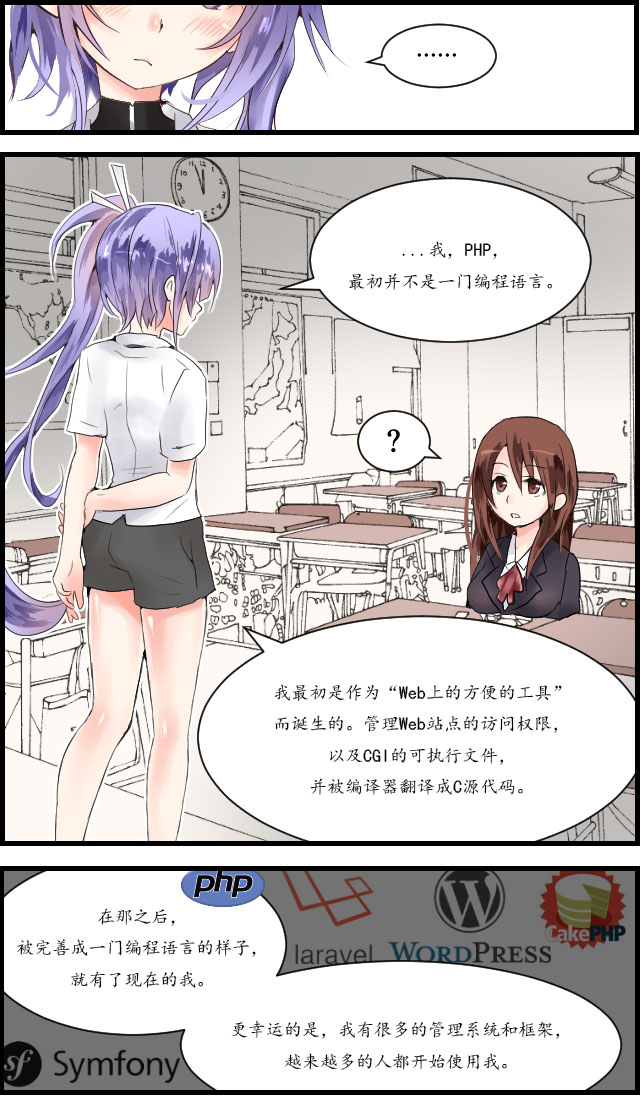 ……
...我，PHP，
最初并不是一门编程语言。
?
我最初是作为“Web上的方便的工具”
而诞生的。管理Web站点的访问权限，
以及CGI的可执行文件，
并被编译器翻译成C源代码。
php
laravel
WORDPRESS
CakePHP
在那之后，
被完善成一门编程语言的样子，
就有了现在的我。
更幸运的是，我有很多的管理系统和框架，
越来越多的人都开始使用我。
sf Symfony